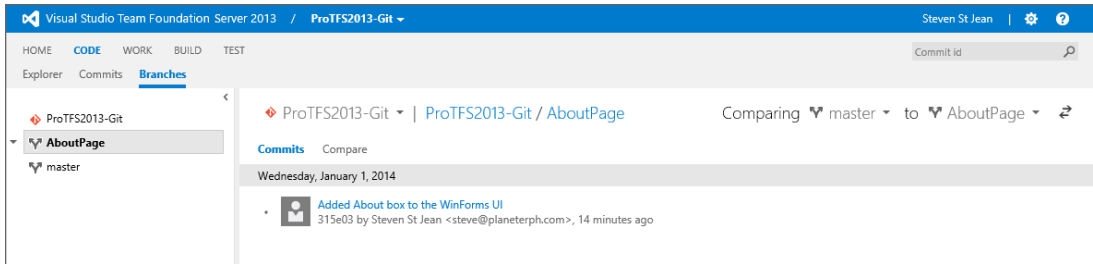 Visual Studio Team Foundation Server 2013 / ProTFS2013-Git Steven St Jean | ?
HOME CODE WORK BUILD TEST Commit id
Explorer Commits Branches
ProTFS2013-Git
AboutPage
master
ProTFS2013-Git | ProTFS2013-Git / AboutPage Comparing master to AboutPage
Commits Compare
Wednesday, January 1, 2014
Added About box to the WinForms UI
315e03 by Steven St Jean <steve@planeterph.com>, 14 minutes ago